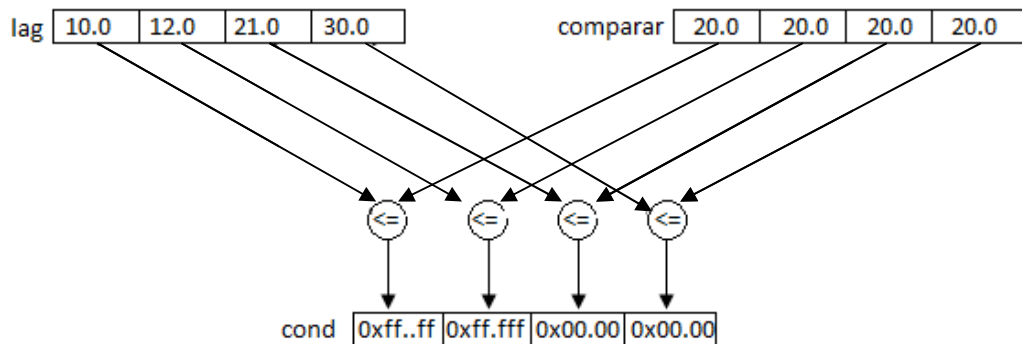 lag 10.0 12.0 21.0 30.0 comparar 20.0 20.0 20.0 20.0
<= <= <= <=
cond 0xff..ff 0xff.fff 0x00.00 0x00.00